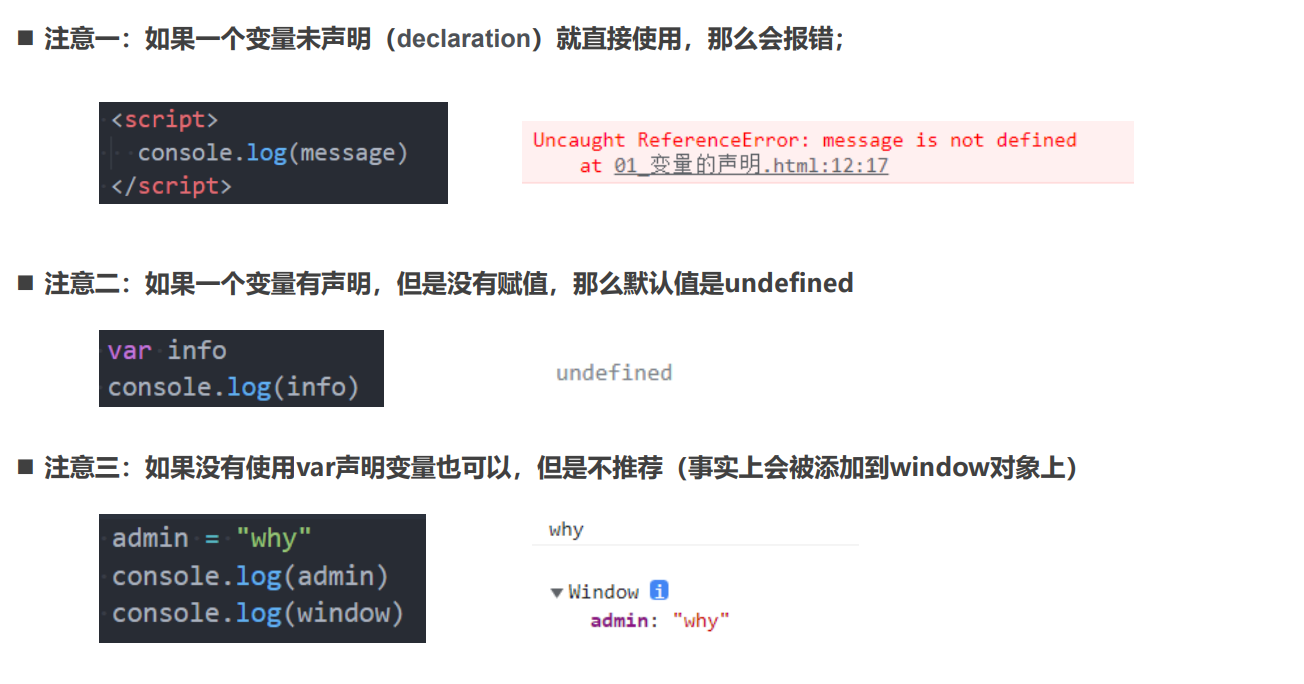 ■ 注意一：如果一个变量未声明（declaration）就直接使用，那么会报错；
<script>
console.log(message)
</script>
Uncaught ReferenceError: message is not defined
at 01_变量的声明.html:12:17
■ 注意二：如果一个变量有声明，但是没有赋值，那么默认值是undefined
var info
console.log(info)
undefined
■ 注意三：如果没有使用var声明变量也可以，但是不推荐（事实上会被添加到window对象上）
admin = "why"
console.log(admin)
console.log(window)
why
▼Window i
admin: "why"